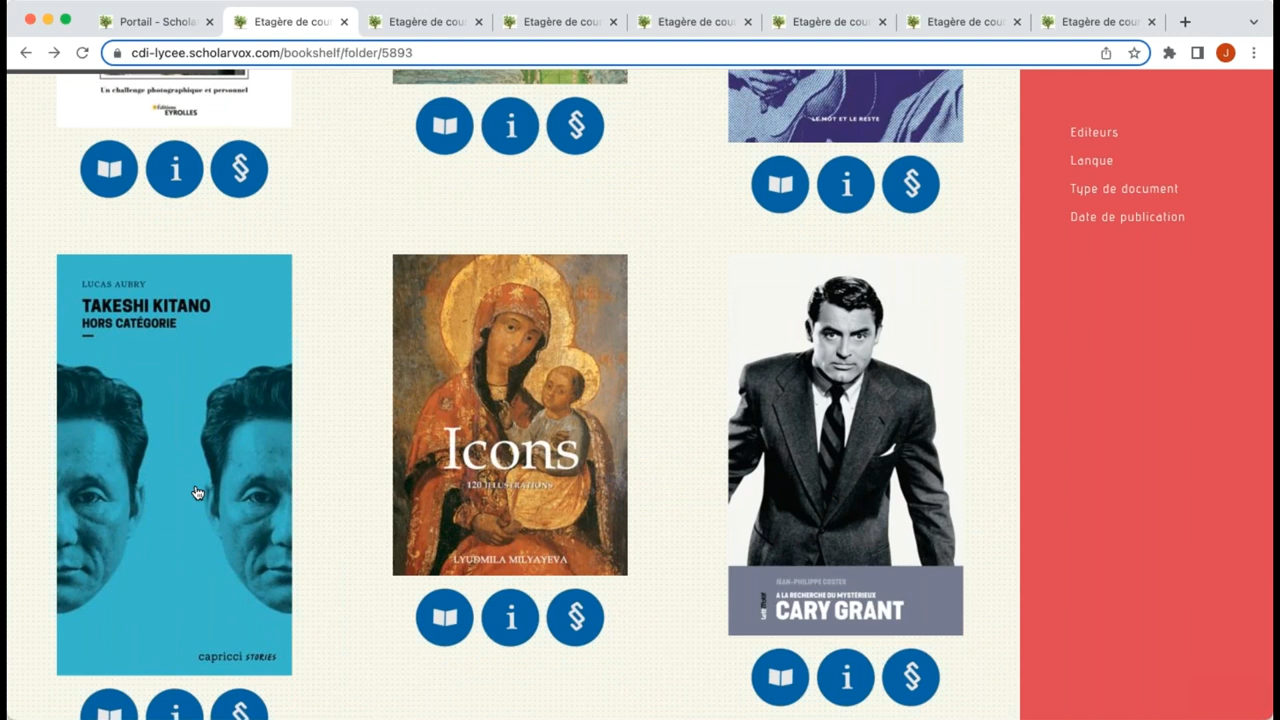 Portail - Schola
Etagère de cou
Etagère de cou
Etagère de cou
Etagère de cou
Etagère de cou
Etagère de cou
Etagère de cou
cdi-lycee.scholarvox.com/bookshelf/folder/5893
J
Un challenge photographique et personnel
Éditions
EYROLLES
LE MOT ET LE RESTE
Editeurs
Langue
Type de document
Date de publication
i §
i §
i §
LUCAS AUBRY
TAKESHI KITANO
HORS CATÉGORIE
capricci STORIES
Icons
120 ILLUSTRATIONS
LYUDMILA MILYAYEVA
JEAN-PHILIPPE COSTES
A LA RECHERCHE DU MYSTÉRIEUX
CARY GRANT
i §
i §
i §